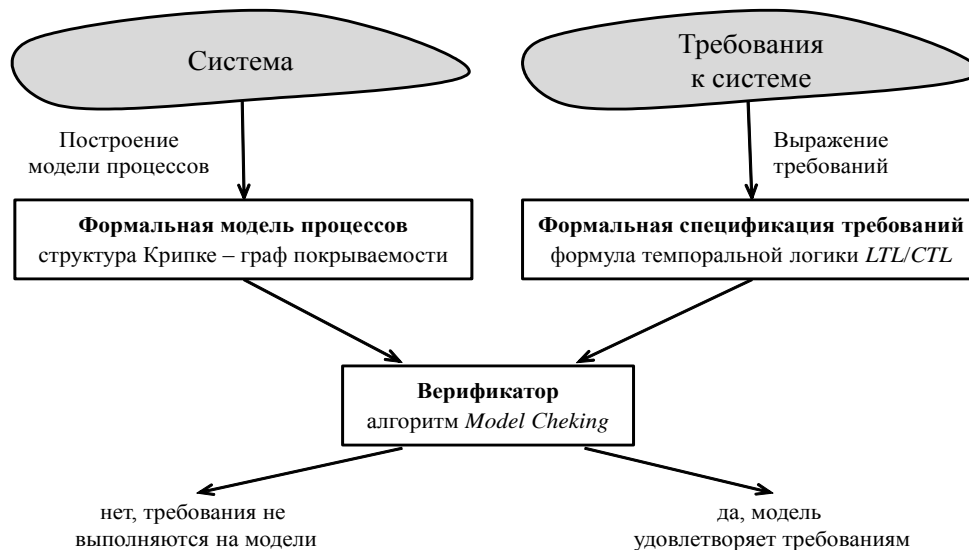 Система
Требования
к системе
Построение
модели процессов
Выражение
требований
Формальная модель процессов
структура Крипке – граф покрываемости
Формальная спецификация требований
формула темпоральной логики LTL/CTL
Верификатор
алгоритм Model Cheking
нет, требования не
выполняются на модели
да, модель
удовлетворяет требованиям